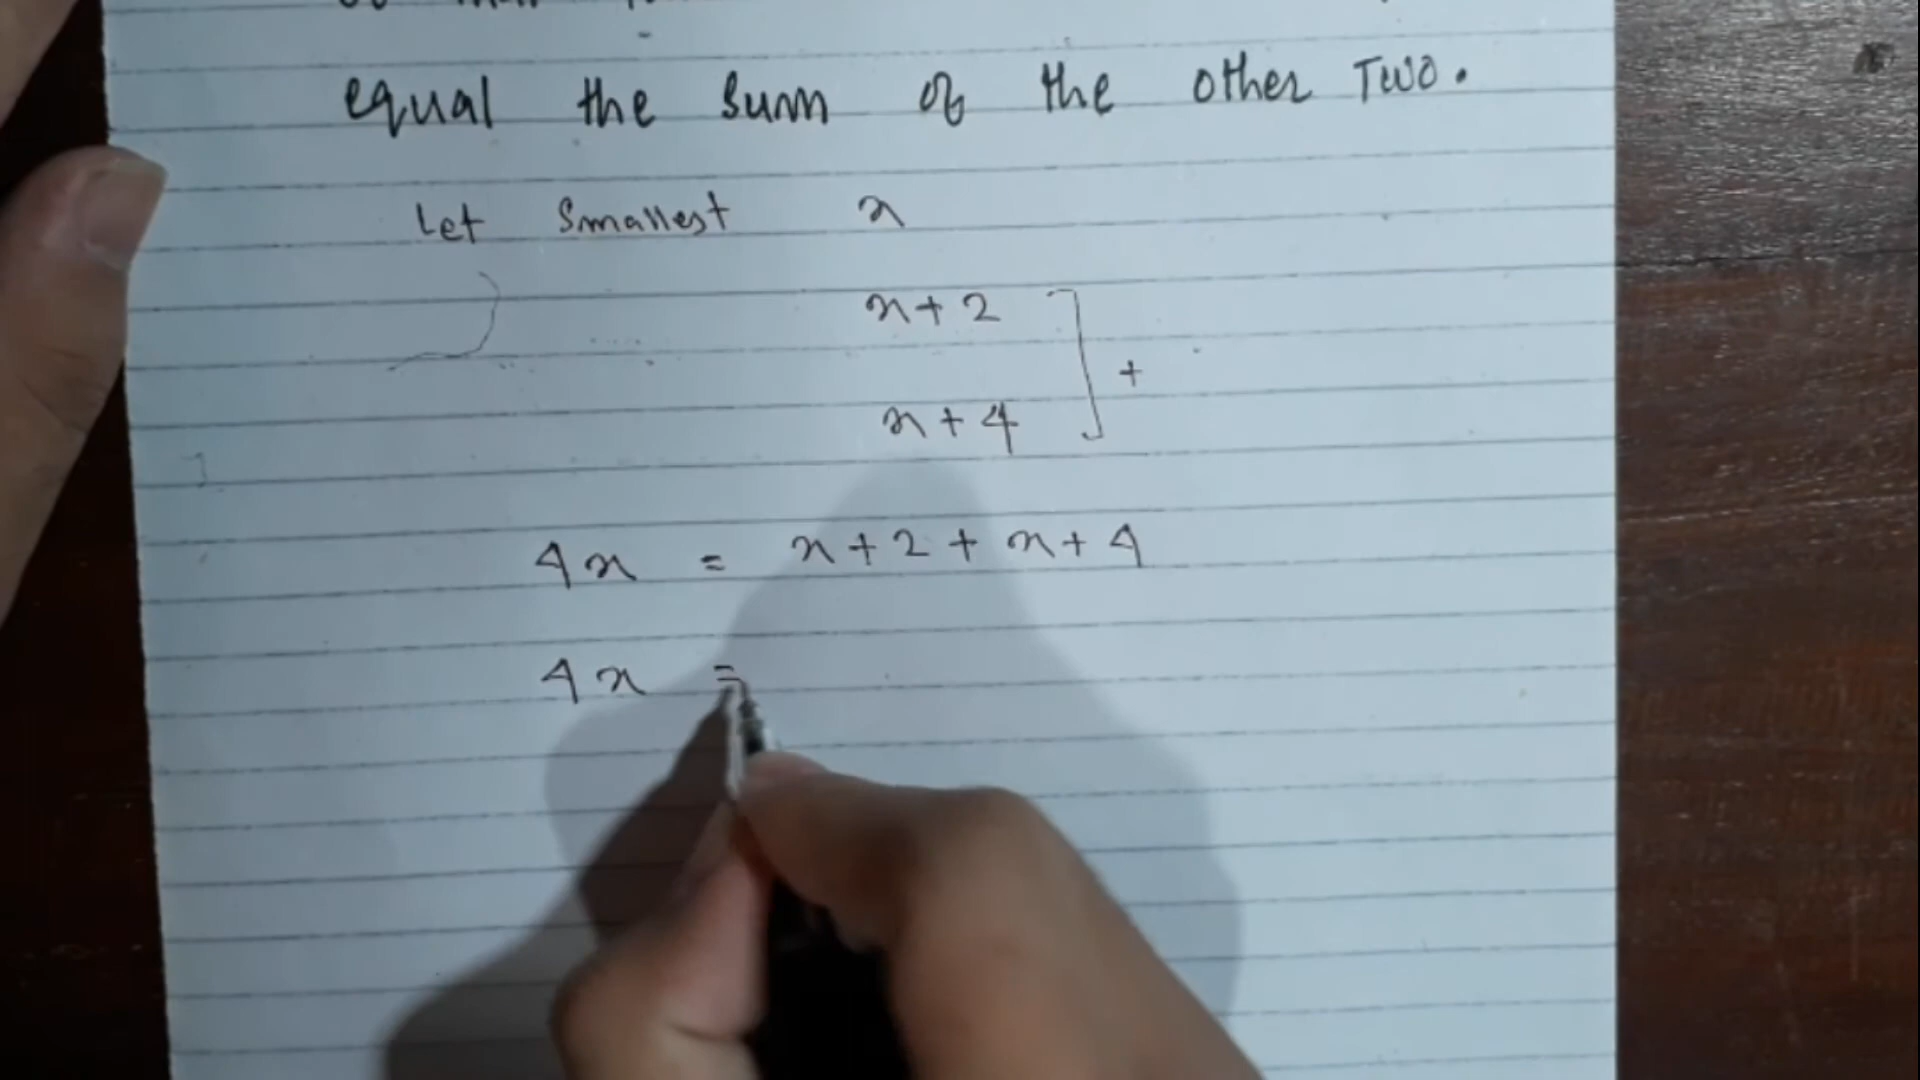 equal the sum of the other Two.
Let Smallest x
x+2
+
x+4
4x = x+2+x+4
4x =